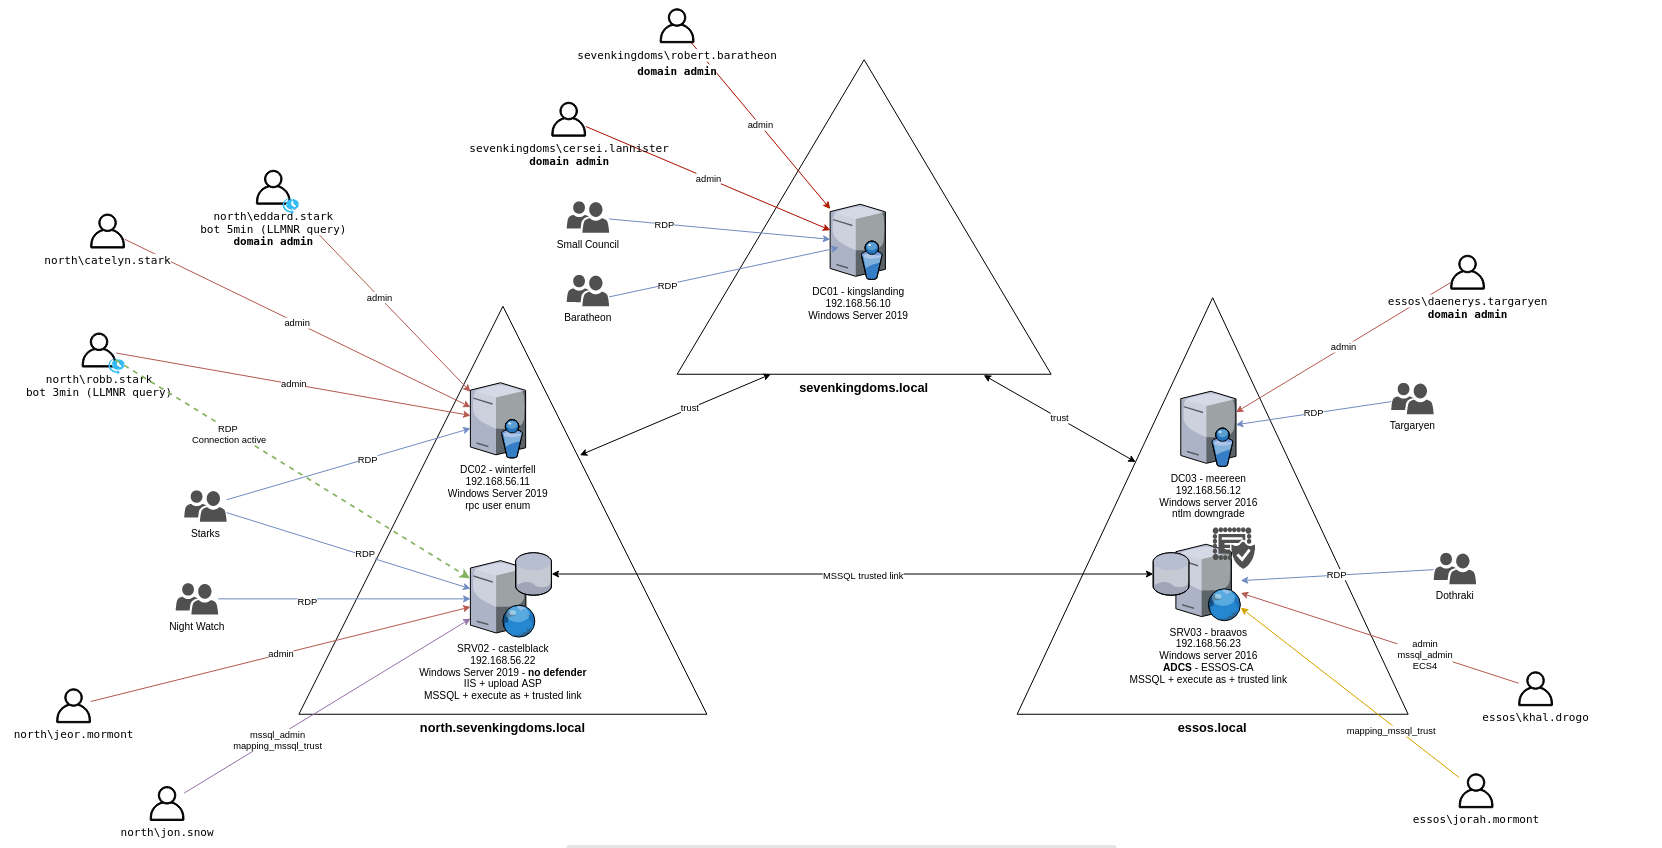 sevenkingdoms\robert.baratheon
domain admin
admin
sevenkingdoms\cersei.lannister
domain admin
admin
Small Council
RDP
Baratheon
RDP
DC01 - kingslanding
192.168.56.10
Windows Server 2019
sevenkingdoms.local
north\eddard.stark
bot 5min (LLMNR query)
domain admin
admin
north\catelyn.stark
admin
north\robb.stark
bot 3min (LLMNR query)
admin
RDP
Connection active
RDP
Starks
RDP
Night Watch
RDP
north\jeor.mormont
admin
mssql_admin
mapping_mssql_trust
north\jon.snow
DC02 - winterfell
192.168.56.11
Windows Server 2019
rpc user enum
SRV02 - castelblack
192.168.56.22
Windows Server 2019 - no defender
IIS + upload ASP
MSSQL + execute as + trusted link
north.sevenkingdoms.local
trust
trust
MSSQL trusted link
essos\daenerys.targaryen
domain admin
admin
RDP
Targaryen
DC03 - meereen
192.168.56.12
Windows server 2016
ntlm downgrade
RDP
Dothraki
SRV03 - braavos
192.168.56.23
Windows server 2016
ADCS - ESSOS-CA
MSSQL + execute as + trusted link
admin
mssql_admin
ECS4
essos\khal.drogo
essos.local
mapping_mssql_trust
essos\jorah.mormont